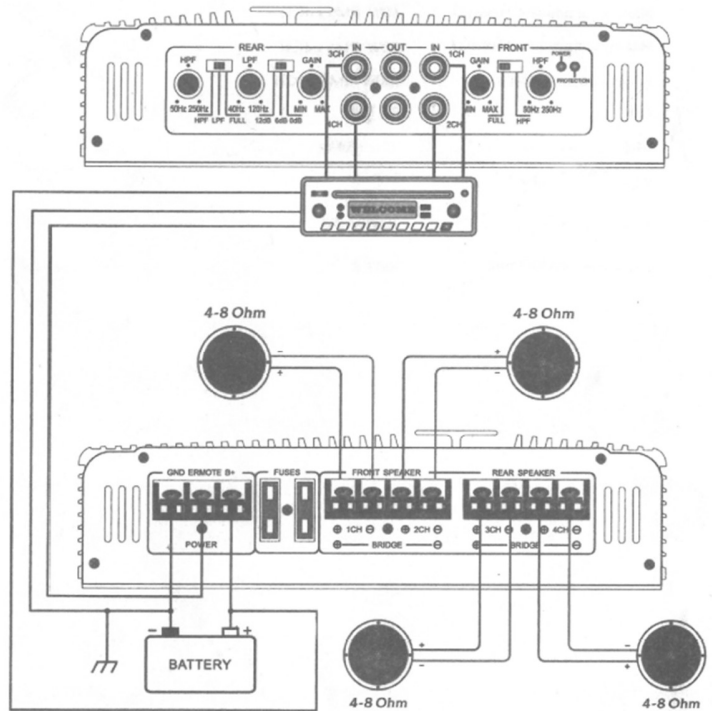 REAR IN OUT IN FRONT
3CH 1CH
HPF LPF GAIN GAIN HPF POWER
PROTECTION
50Hz 250Hz 40Hz 120Hz MIN MAX MIN MAX 50Hz 250Hz
HPF LPF FULL 12dB 6dB 0dB 4CH 2CH FULL HPF
WELCOME
4-8 Ohm 4-8 Ohm
- +
+ -
GND ERMOTE B+ FUSES FRONT SPEAKER REAR SPEAKER
⊕ 1CH ⊖ ⊕ 2CH ⊖ ⊕ 3CH ⊖ ⊕ 4CH ⊖
POWER ⊕ BRIDGE ⊖ ⊕ BRIDGE ⊖
- +
BATTERY
+ -
- +
4-8 Ohm 4-8 Ohm